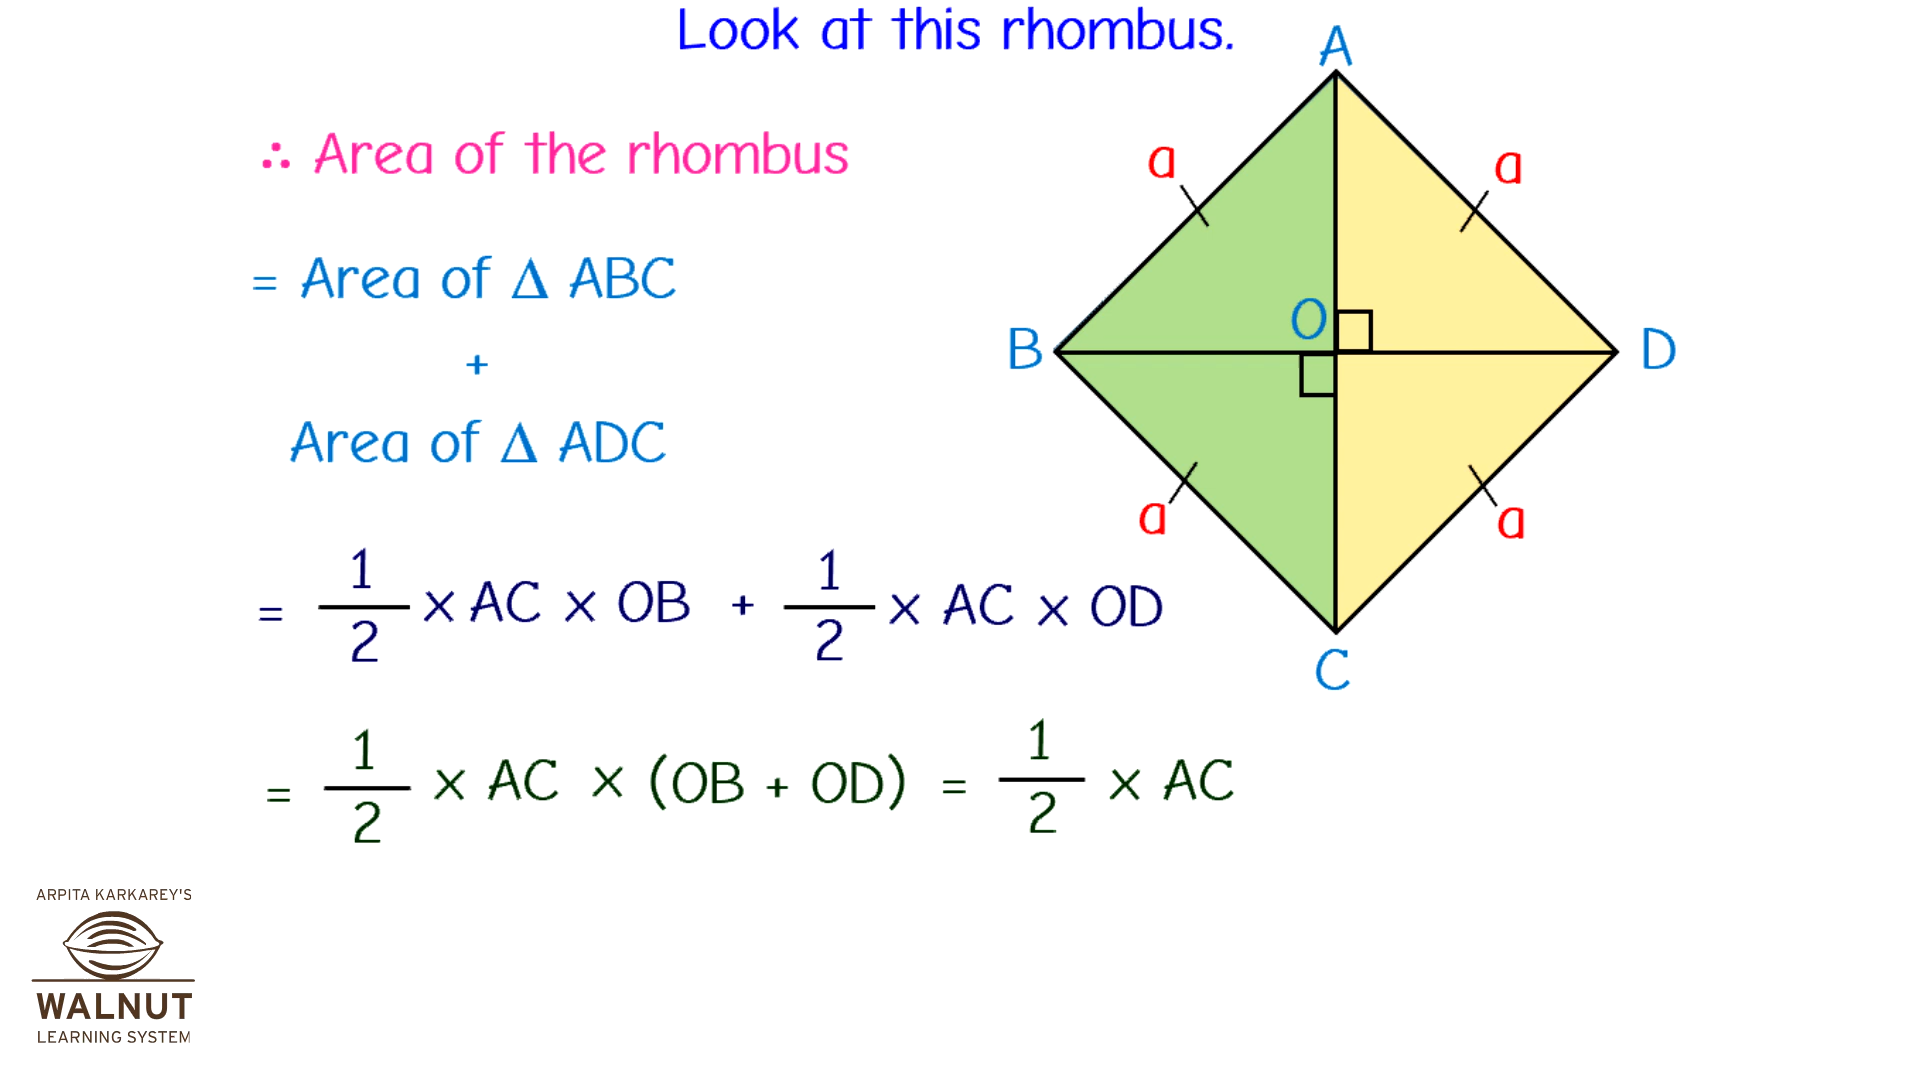 Look at this rhombus.
∴ Area of the rhombus
= Area of Δ ABC
+
Area of Δ ADC
= 1/2 × AC × OB + 1/2 × AC × OD
= 1/2 × AC × (OB + OD) = 1/2 × AC
A
a
a
O
B
D
a
a
C
ARPITA KARKAREY'S
WALNUT
LEARNING SYSTEM